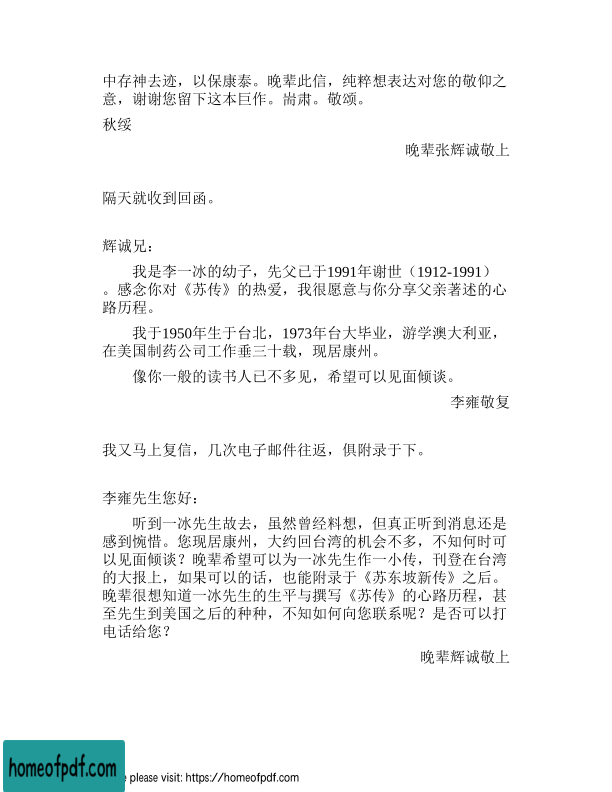 中存神去迹，以保康泰。晚辈此信，纯粹想表达对您的敬仰之
意，谢谢您留下这本巨作。耑肃。敬颂。
秋绥
晚辈张辉诚敬上
隔天就收到回函。
辉诚兄：
我是李一冰的幼子，先父已于1991年谢世（1912-1991）
。感念你对《苏传》的热爱，我很愿意与你分享父亲著述的心
路历程。
我于1950年生于台北，1973年台大毕业，游学澳大利亚，
在美国制药公司工作垂三十载，现居康州。
像你一般的读书人已不多见，希望可以见面倾谈。
李雍敬复
我又马上复信，几次电子邮件往返，俱附录于下。
李雍先生您好：
听到一冰先生故去，虽然曾经料想，但真正听到消息还是
感到惋惜。您现居康州，大约回台湾的机会不多，不知何时可
以见面倾谈？晚辈希望可以为一冰先生作一小传，刊登在台湾
的大报上，如果可以的话，也能附录于《苏东坡新传》之后。
晚辈很想知道一冰先生的生平与撰写《苏传》的心路历程，甚
至先生到美国之后的种种，不知如何向您联系呢？是否可以打
电话给您？
晚辈辉诚敬上
homeofpdf.com
please visit: https://homeofpdf.com